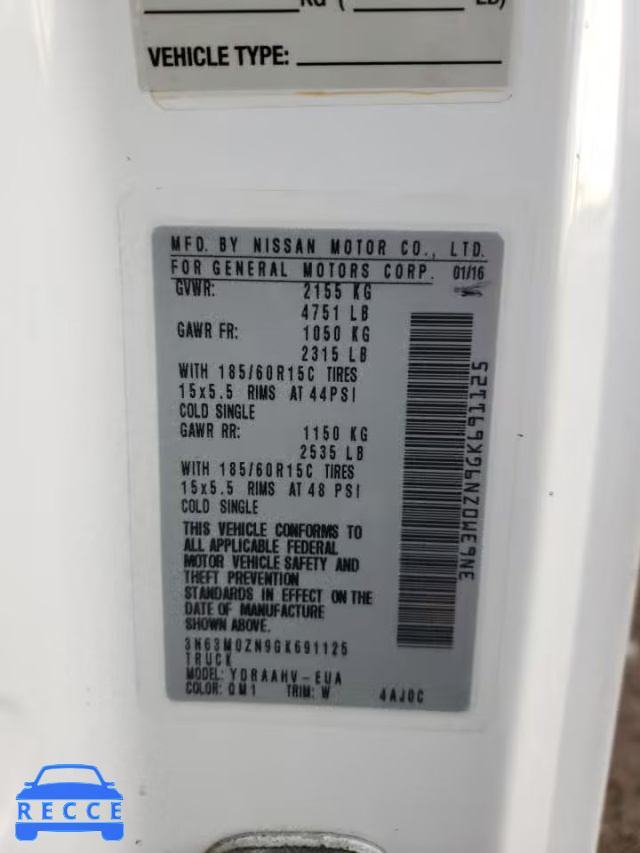 KG ( LB)
VEHICLE TYPE:
MFD. BY NISSAN MOTOR CO., LTD.
FOR GENERAL MOTORS CORP. 01/16
GVWR: 2155 KG
4751 LB
GAWR FR: 1050 KG
2315 LB
WITH 185/60R15C TIRES
15x5.5 RIMS AT 44PSI
COLD SINGLE
GAWR RR: 1150 KG
2535 LB
WITH 185/60R15C TIRES
15x5.5 RIMS AT 48 PSI
COLD SINGLE
THIS VEHICLE CONFORMS TO
ALL APPLICABLE FEDERAL
MOTOR VEHICLE SAFETY AND
THEFT PREVENTION
STANDARDS IN EFFECT ON THE
DATE OF MANUFACTURE
SHOWN ABOVE.
3N63M0ZN9GK691125
TRUCK
MODEL: YDRAAHV-EUA
COLOR: QM1 TRIM: W 4AJ0C
3N63M0ZN9GK691125
RECCE